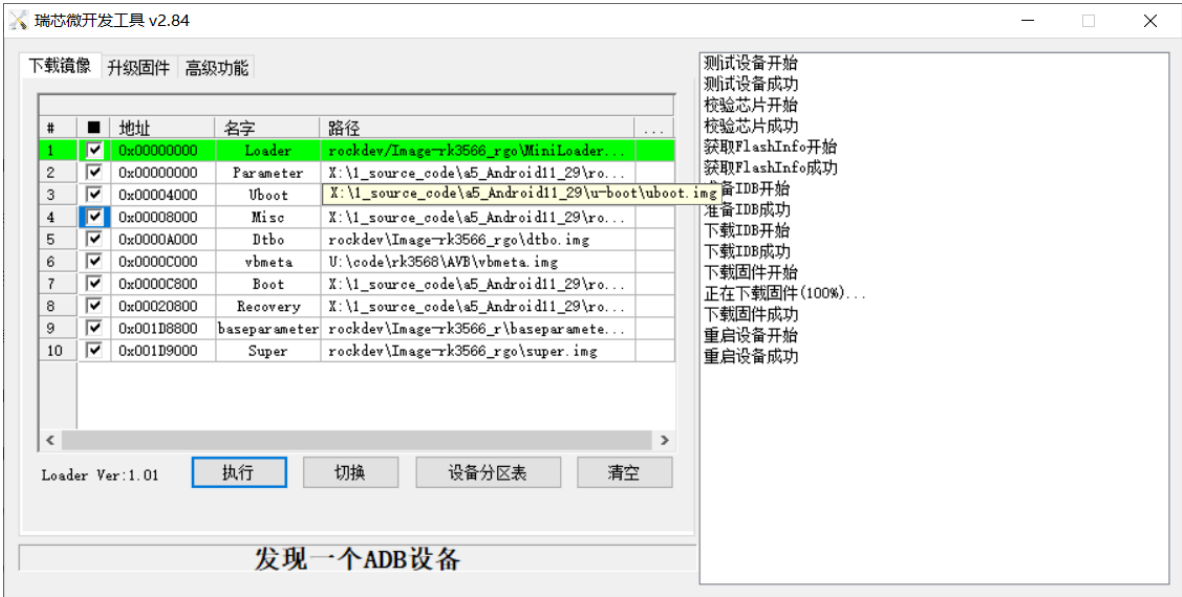 瑞芯微开发工具 v2.84
下载镜像 升级固件 高级功能
# 地址 名字 路径 ...
1 0x00000000 Loader rockdev/Image-rk3566_rgo\MiniLoader...
2 0x00000000 Parameter X:\1_source_code\a5_Android11_29\ro...
3 0x00004000 Uboot X:\1_source_code\a5_Android11_29\u-boot\uboot.img
4 0x00008000 Misc X:\1_source_code\a5_Android11_29\ro...
5 0x0000A000 Dtbo rockdev\Image-rk3566_rgo\dtbo.img
6 0x0000C000 vbmeta U:\code\rk3568\AVB\vbmeta.img
7 0x0000C800 Boot X:\1_source_code\a5_Android11_29\ro...
8 0x00020800 Recovery X:\1_source_code\a5_Android11_29\ro...
9 0x001D8800 baseparameter rockdev\Image-rk3566_r\baseparamete...
10 0x001D9000 Super rockdev\Image-rk3566_rgo\super.img
Loader Ver:1.01 执行 切换 设备分区表 清空
发现一个ADB设备
测试设备开始
测试设备成功
校验芯片开始
校验芯片成功
获取FlashInfo开始
获取FlashInfo成功
准备IDB开始
准备IDB成功
下载IDB开始
下载IDB成功
下载固件开始
正在下载固件(100%)...
下载固件成功
重启设备开始
重启设备成功